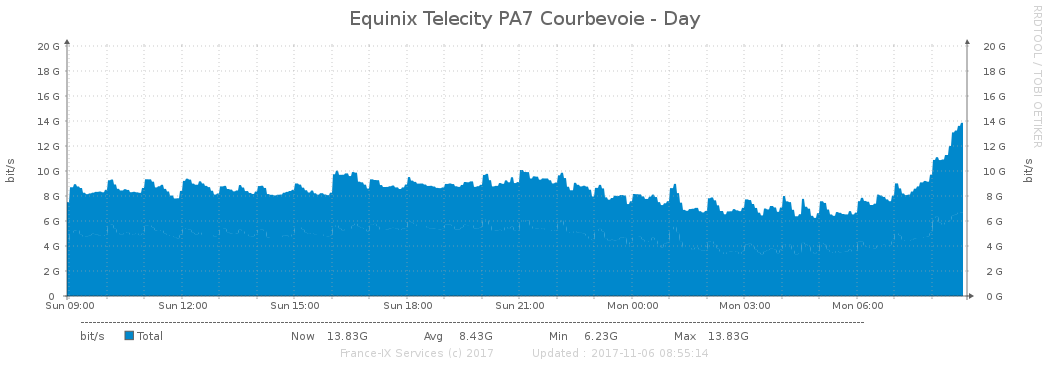 Equinix Telecity PA7 Courbevoie - Day
RRDTOOL / TOBI OETIKER
bit/s
bit/s
20 G 20 G
18 G 18 G
16 G 16 G
14 G 14 G
12 G 12 G
10 G 10 G
8 G 8 G
6 G 6 G
4 G 4 G
2 G 2 G
0 0 G
Sun 09:00 Sun 12:00 Sun 15:00 Sun 18:00 Sun 21:00 Mon 00:00 Mon 03:00 Mon 06:00
bit/s Total Now 13.83G Avg 8.43G Min 6.23G Max 13.83G
France-IX Services (c) 2017 Updated : 2017-11-06 08:55:14